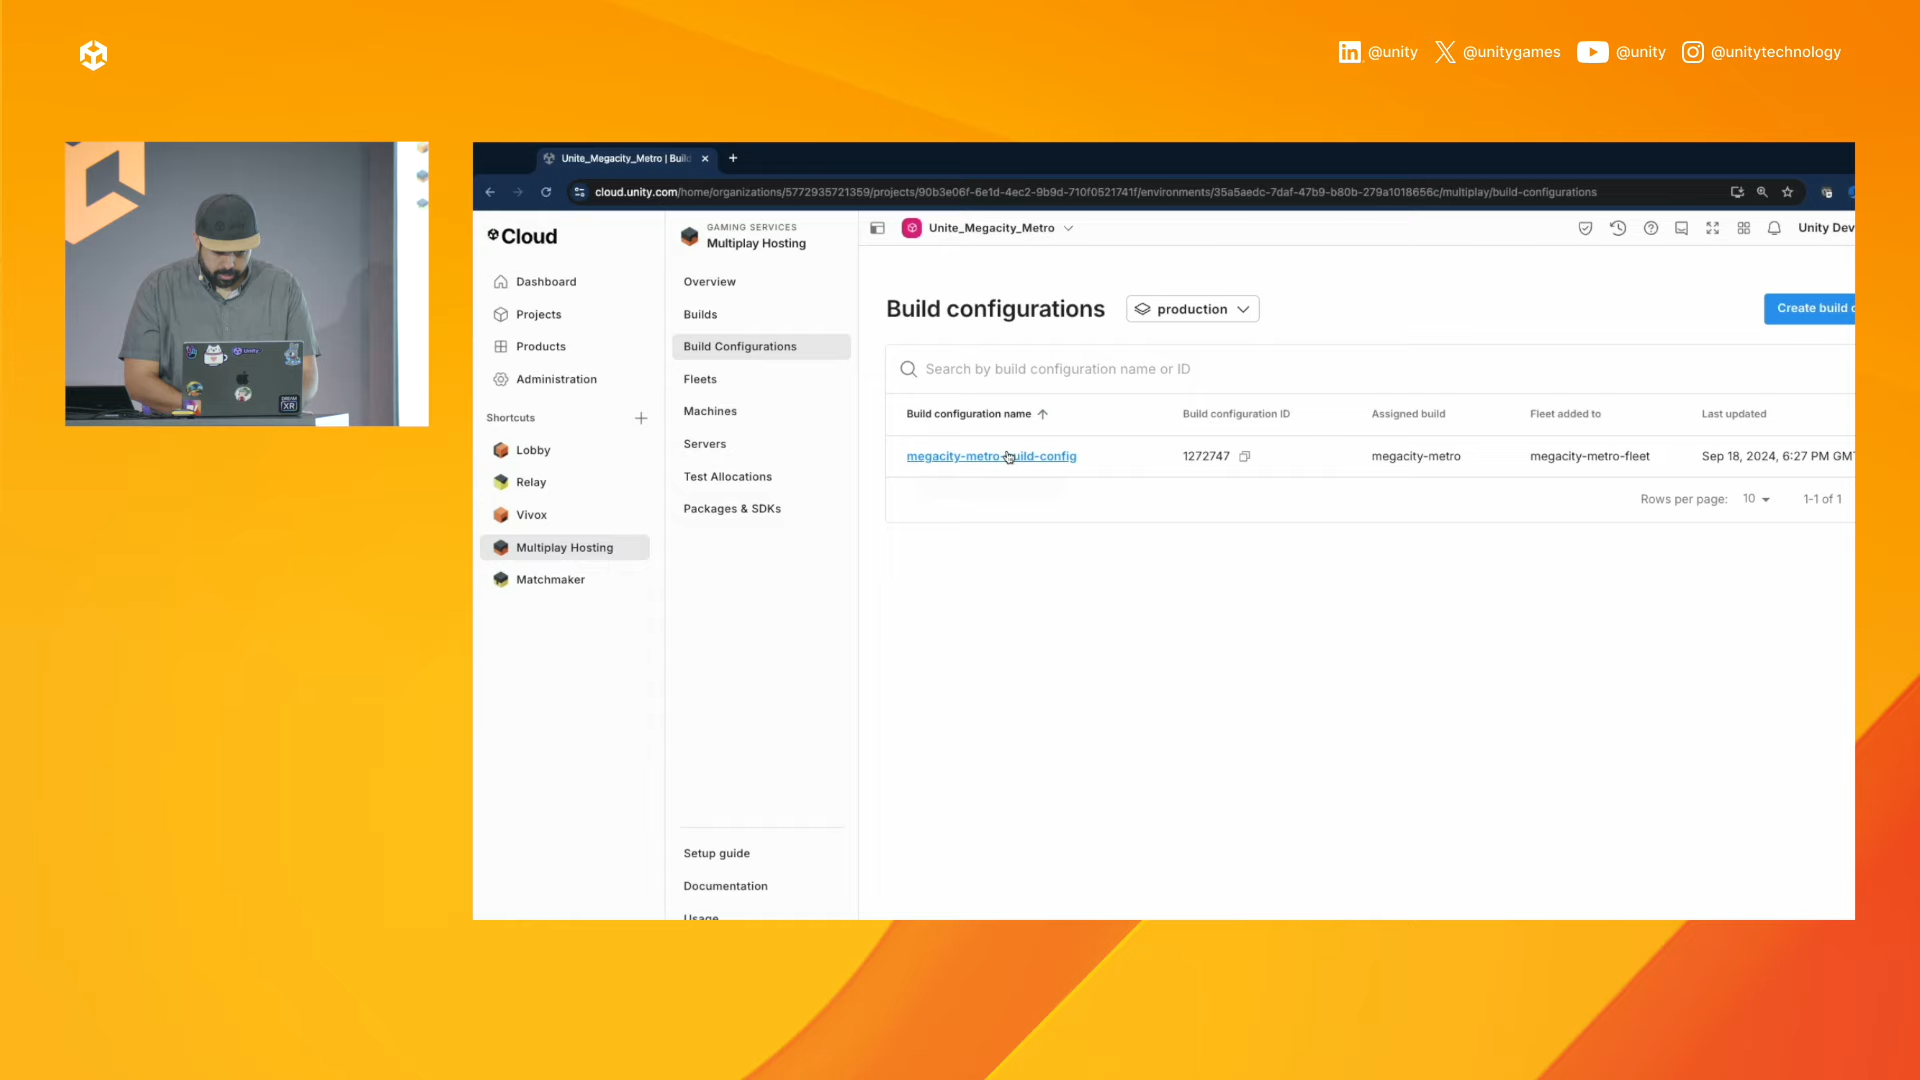 @unity
@unitygames
@unity
@unitytechnology
Unite_Megacity_Metro | Build
cloud.unity.com/home/organizations/5772935721359/projects/90b3e06f-6e1d-4ec2-9b9d-710f0521741f/environments/35a5aedc-7daf-47b9-b80b-279a1018656c/multiplay/build-configurations
Cloud
Dashboard
Projects
Products
Administration
Shortcuts
Lobby
Relay
Vivox
Multiplay Hosting
Matchmaker
GAMING SERVICES
Multiplay Hosting
Overview
Builds
Build Configurations
Fleets
Machines
Servers
Test Allocations
Packages & SDKs
Setup guide
Documentation
Usage
Unite_Megacity_Metro
Unity Dev
Build configurations
production
Create build c
Search by build configuration name or ID
Build configuration name Build configuration ID Assigned build Fleet added to Last updated
megacity-metro-build-config 1272747 megacity-metro megacity-metro-fleet Sep 18, 2024, 6:27 PM GMT
Rows per page: 10 1-1 of 1
unity
DREAM
XR